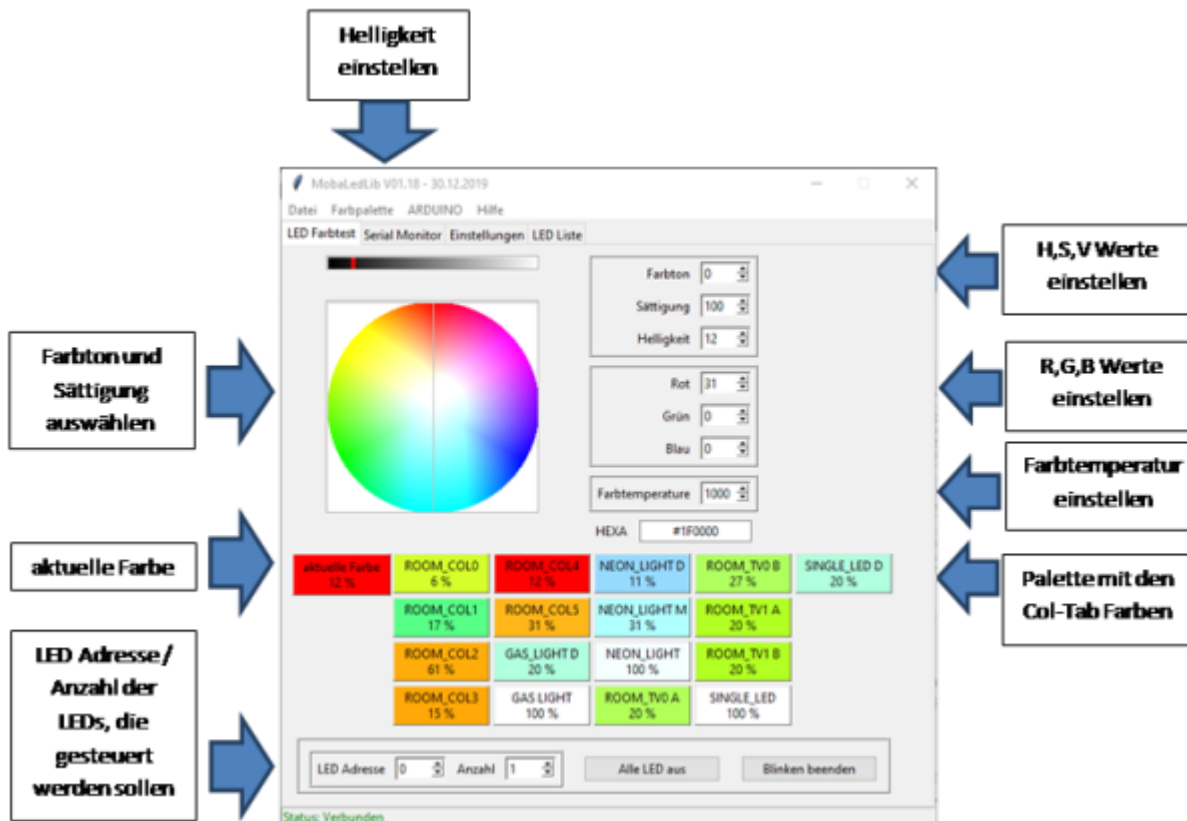 Helligkeit
einstellen
MobaLedLib V01.18 - 30.12.2019
Datei Farbpalette ARDUINO Hilfe
LED Farbtest Serial Monitor Einstellungen LED Liste
Farbton 0
Sättigung 100
Helligkeit 12
Rot 31
Grün 0
Blau 0
Farbtemperature 1000
HEXA #1F0000
aktuelle Farbe ROOM_COL0 ROOM_COL4 NEON_LIGHT D ROOM_TV0 B SINGLE_LED D
12 % 6 % 12 % 11 % 27 % 20 %
ROOM_COL1 ROOM_COL5 NEON_LIGHT M ROOM_TV1 A
17 % 31 % 31 % 20 %
ROOM_COL2 GAS_LIGHT D NEON_LIGHT ROOM_TV1 B
61 % 20 % 100 % 20 %
ROOM_COL3 GAS LIGHT ROOM_TV0 A SINGLE_LED
15 % 100 % 20 % 100 %
LED Adresse 0 Anzahl 1 Alle LED aus Blinken beenden
Status: Verbunden
Farbton und
Sättigung
auswählen
aktuelle Farbe
LED Adresse /
Anzahl der
LEDs, die
gesteuert
werden sollen
H,S,V Werte
einstellen
R,G,B Werte
einstellen
Farbtemperatur
einstellen
Palette mit den
Col-Tab Farben